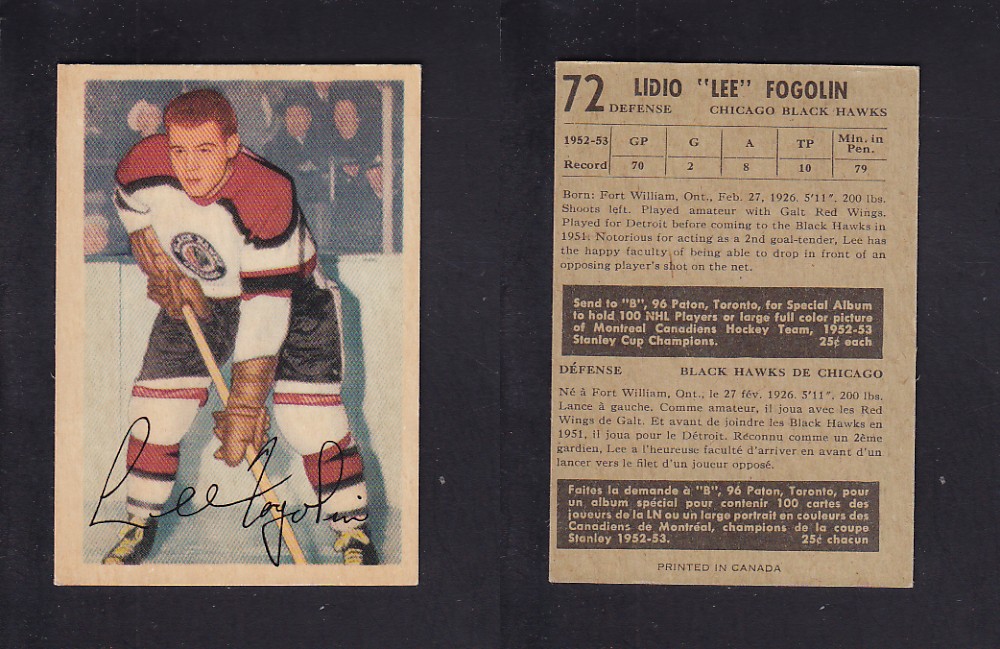 Lee Fogolin
72 LIDIO "LEE" FOGOLIN
DEFENSE CHICAGO BLACK HAWKS
1952-53 GP G A TP Min. in Pen.
Record 70 2 8 10 79
Born: Fort William, Ont., Feb. 27, 1926. 5'11", 200 lbs.
Shoots left. Played amateur with Galt Red Wings.
Played for Detroit before coming to the Black Hawks in
1951. Notorious for acting as a 2nd goal-tender, Lee has
the happy faculty of being able to drop in front of an
opposing player's shot on the net.
Send to "B", 96 Paton, Toronto, for Special Album
to hold 100 NHL Players or large full color picture
of Montreal Canadiens Hockey Team, 1952-53
Stanley Cup Champions. 25¢ each
DÉFENSE BLACK HAWKS DE CHICAGO
Né à Fort William, Ont., le 27 fév. 1926. 5'11", 200 lbs.
Lance à gauche. Comme amateur, il joua avec les Red
Wings de Galt. Et avant de joindre les Black Hawks en
1951, il joua pour le Détroit. Réconnu comme un 2ème
gardien, Lee a l'heureuse faculté d'arriver en avant d'un
lancer vers le filet d'un joueur opposé.
Faites la demande à "B", 96 Paton, Toronto, pour
un album spécial pour contenir 100 cartes des
joueurs de la LN ou un large portrait en couleurs des
Canadiens de Montréal, champions de la coupe
Stanley 1952-53. 25¢ chacun
PRINTED IN CANADA